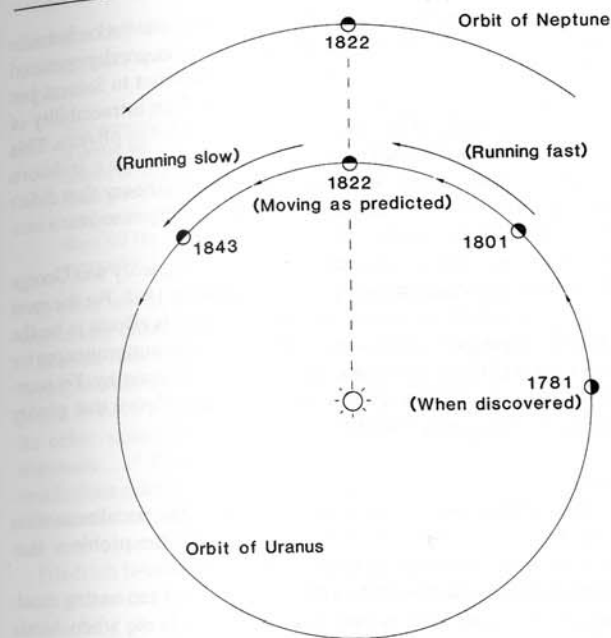 Orbit of Neptune
1822
(Running slow)
(Running fast)
1822
(Moving as predicted)
1843
1801
1781
(When discovered)
Orbit of Uranus